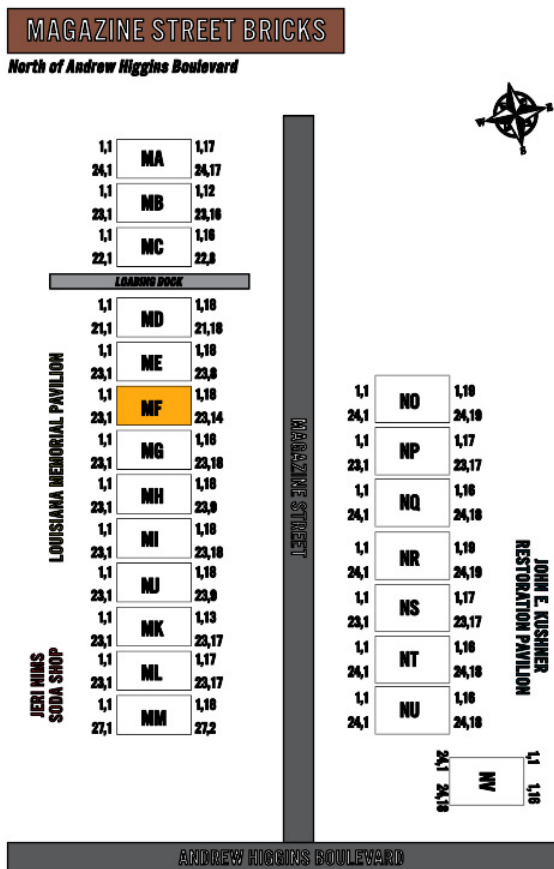 MAGAZINE STREET BRICKS
North of Andrew Higgins Boulevard
N
W
E
S
1,1 MA 1,17
24,1 24,17
1,1 MB 1,12
23,1 23,16
1,1 MC 1,16
22,1 22,8
LOADING DOCK
1,1 MD 1,18
21,1 21,18
1,1 ME 1,18
23,1 23,8
1,1 MF 1,18
23,1 23,14
1,1 MG 1,16
23,1 23,18
1,1 MH 1,18
23,1 23,9
1,1 MI 1,18
23,1 23,18
1,1 MJ 1,18
23,1 23,9
1,1 MK 1,13
23,1 23,17
1,1 ML 1,17
23,1 23,17
1,1 MM 1,18
27,1 27,2
LOUISIANA MEMORIAL PAVILION
JERI NIMS
SODA SHOP
MAGAZINE STREET
1,1 NO 1,19
24,1 24,19
1,1 NP 1,17
23,1 23,17
1,1 NQ 1,16
24,1 24,18
1,1 NR 1,19
24,1 24,19
1,1 NS 1,17
23,1 23,17
1,1 NT 1,16
24,1 24,18
1,1 NU 1,16
24,1 24,18
JOHN E. KUSHNER
RESTORATION PAVILION
24,1 NV 1,1
24,18 1,16
ANDREW HIGGINS BOULEVARD